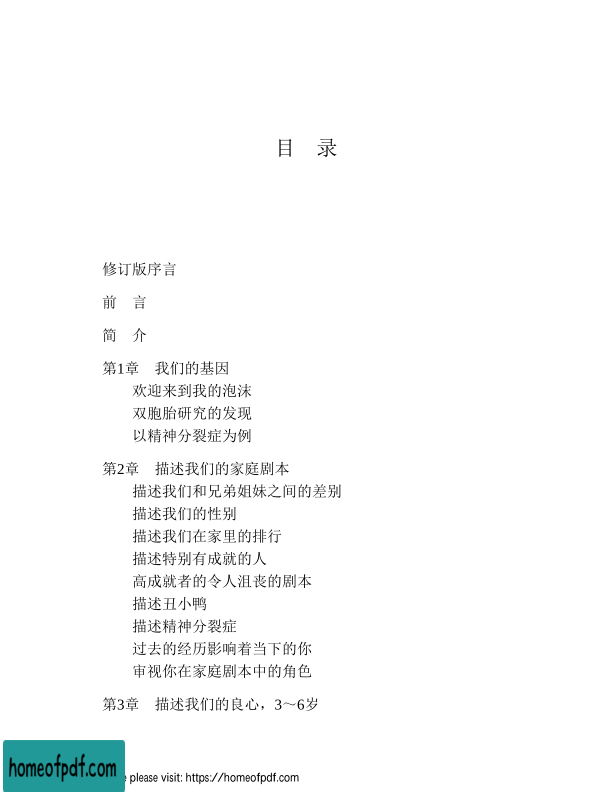 目 录
修订版序言
前 言
简 介
第1章 我们的基因
欢迎来到我的泡沫
双胞胎研究的发现
以精神分裂症为例
第2章 描述我们的家庭剧本
描述我们和兄弟姐妹之间的差别
描述我们的性别
描述我们在家里的排行
描述特别有成就的人
高成就者的令人沮丧的剧本
描述丑小鸭
描述精神分裂症
过去的经历影响着当下的你
审视你在家庭剧本中的角色
第3章 描述我们的良心，3～6岁
homeofpdf.com
please visit: https://homeofpdf.com